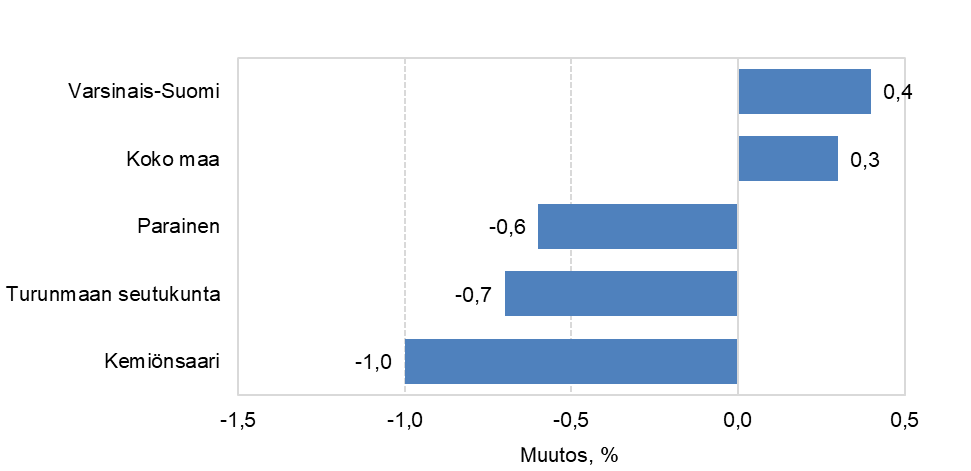 Varsinais-Suomi 0,4
Koko maa 0,3
Parainen -0,6
Turunmaan seutukunta -0,7
Kemiönsaari -1,0
-1,5 -1,0 -0,5 0,0 0,5
Muutos, %